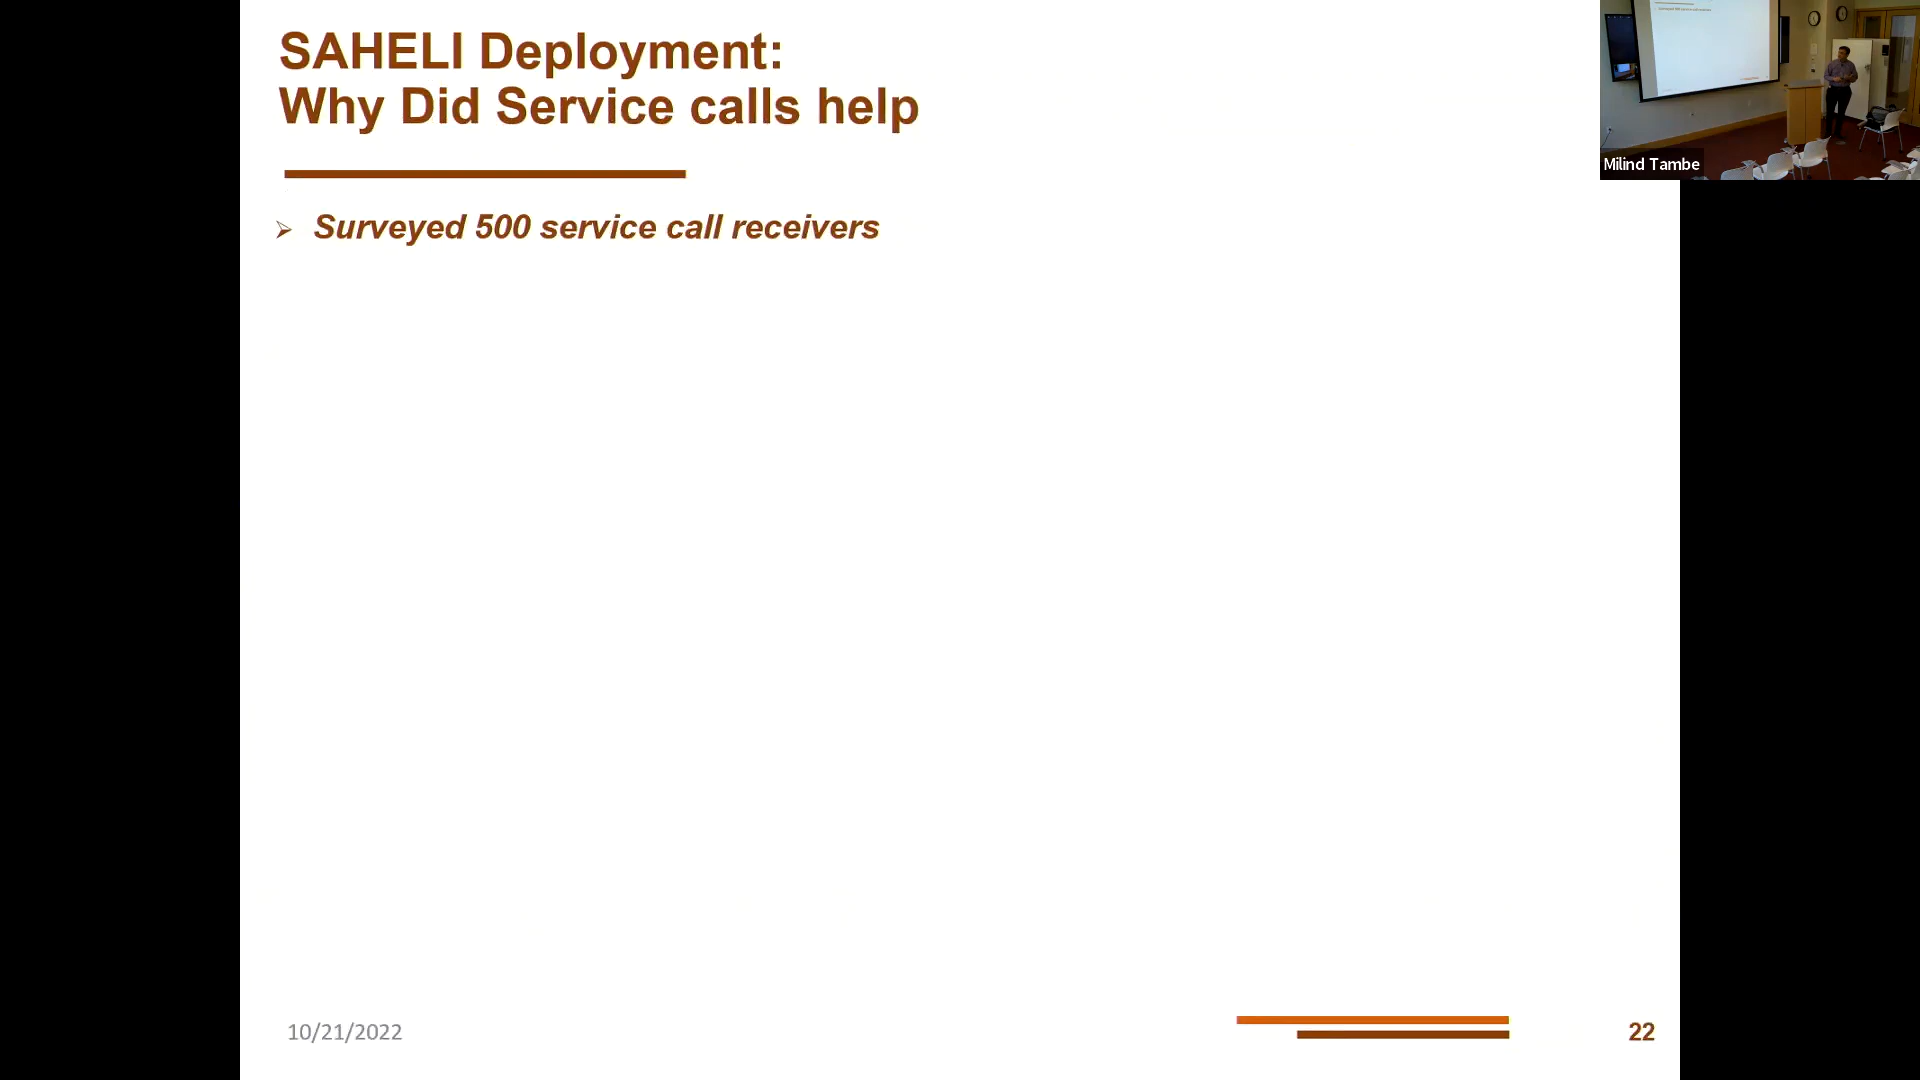 SAHELI Deployment:
Why Did Service calls help
Milind Tambe
➢ Surveyed 500 service call receivers
10/21/2022
22